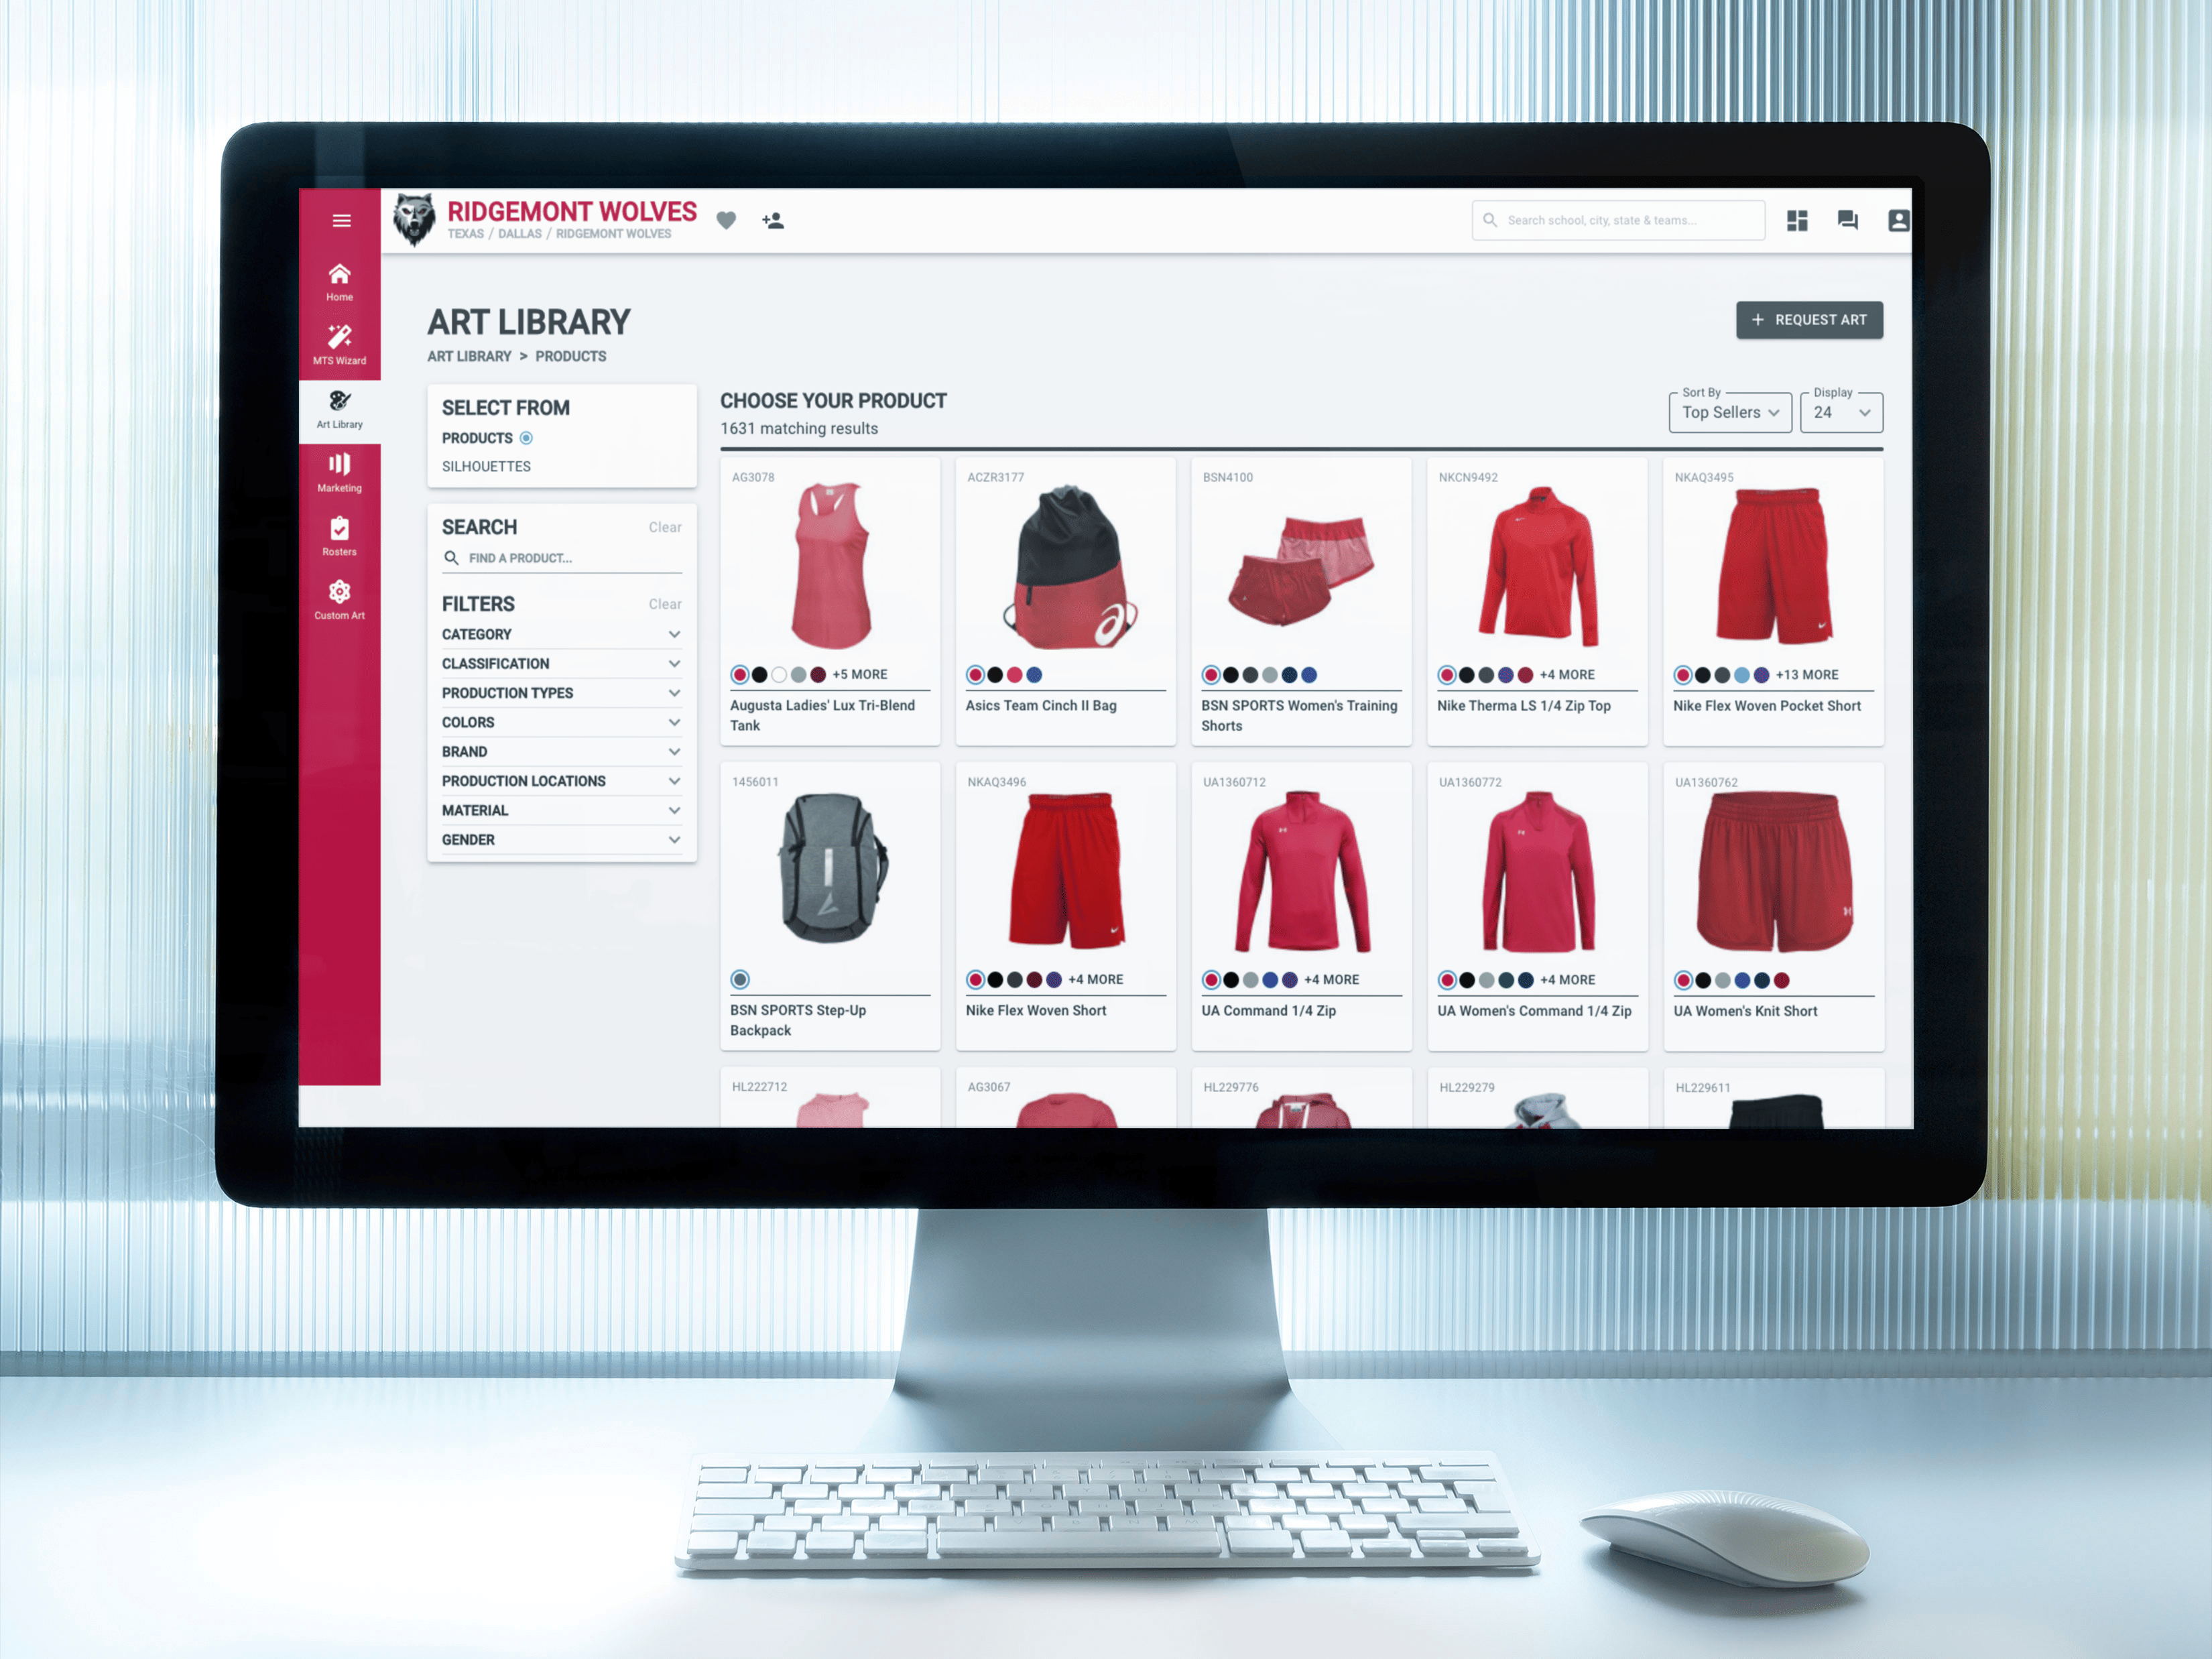 RIDGEMONT WOLVES
TEXAS / DALLAS / RIDGEMONT WOLVES
Search school, city, state & teams...
Home
MTS Wizard
Art Library
Marketing
Rosters
Custom Art
ART LIBRARY
ART LIBRARY > PRODUCTS
+ REQUEST ART
SELECT FROM
PRODUCTS
SILHOUETTES
SEARCH
Clear
FIND A PRODUCT...
FILTERS
Clear
CATEGORY
CLASSIFICATION
PRODUCTION TYPES
COLORS
BRAND
PRODUCTION LOCATIONS
MATERIAL
GENDER
CHOOSE YOUR PRODUCT
1631 matching results
Sort By
Top Sellers
Display
24
AG3078
+5 MORE
Augusta Ladies' Lux Tri-Blend
Tank
ACZR3177
Asics Team Cinch II Bag
BSN4100
BSN SPORTS Women's Training
Shorts
NKCN9492
+4 MORE
Nike Therma LS 1/4 Zip Top
NKAQ3495
+13 MORE
Nike Flex Woven Pocket Short
1456011
BSN SPORTS Step-Up
Backpack
NKAQ3496
+4 MORE
Nike Flex Woven Short
UA1360712
+4 MORE
UA Command 1/4 Zip
UA1360772
+4 MORE
UA Women's Command 1/4 Zip
UA1360762
UA Women's Knit Short
HL222712
AG3067
HL229776
HL229279
HL229611